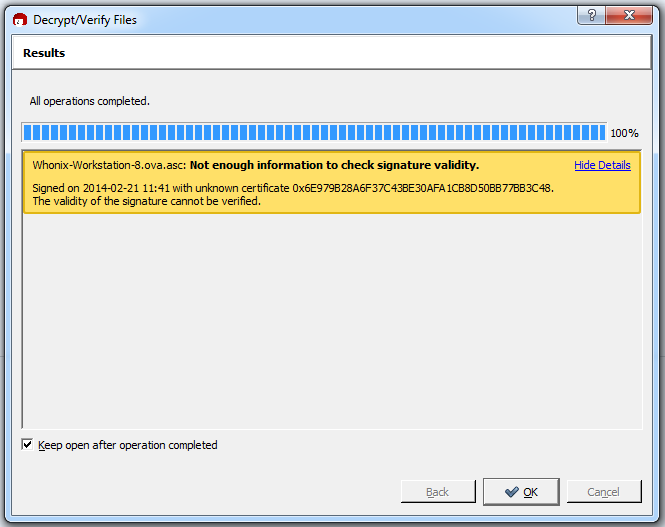 Decrypt/Verify Files
Results
All operations completed.
100%
Whonix-Workstation-8.ova.asc: Not enough information to check signature validity.
Hide Details
Signed on 2014-02-21 11:41 with unknown certificate 0x6E979B28A6F37C43BE30AFA1CB8D50BB77BB3C48.
The validity of the signature cannot be verified.
Keep open after operation completed
Back
OK
Cancel